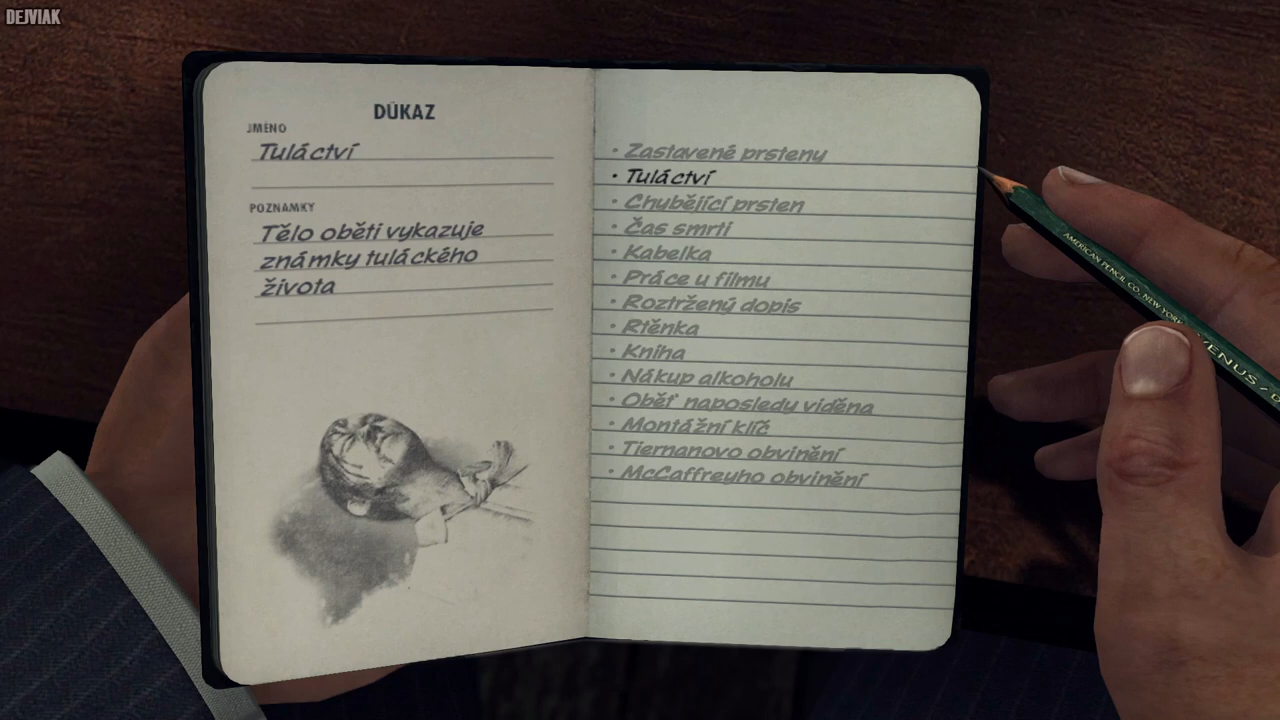 DEJVIAK
DŮKAZ
JMÉNO
Tuláctví
POZNÁMKY
Tělo oběti vykazuje
známky tuláckého
života
• Zastavené prsteny
• Tuláctví
• Chybějící prsten
• Čas smrti
• Kabelka
• Práce u filmu
• Roztržený dopis
• Rtěnka
• Kniha
• Nákup alkoholu
• Oběť naposledy viděna
• Montážní klíč
• Tiernanovo obvinění
• McCaffreyho obvinění
AMERICAN PENCIL CO., NEW YORK
VENUS